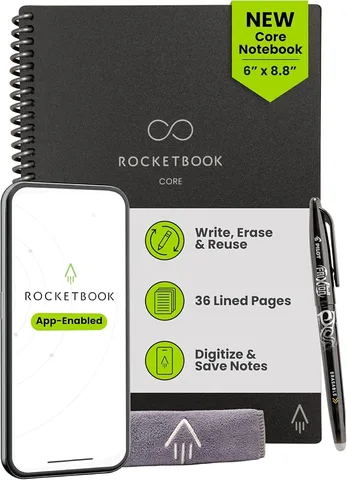 NEW
Core
Notebook
6” x 8.8”
ROCKETBOOK
CORE
Write, Erase
& Reuse
36 Lined Pages
Digitize &
Save Notes
ROCKETBOOK
App-Enabled
PILOT
FRIXION
ERASABLE